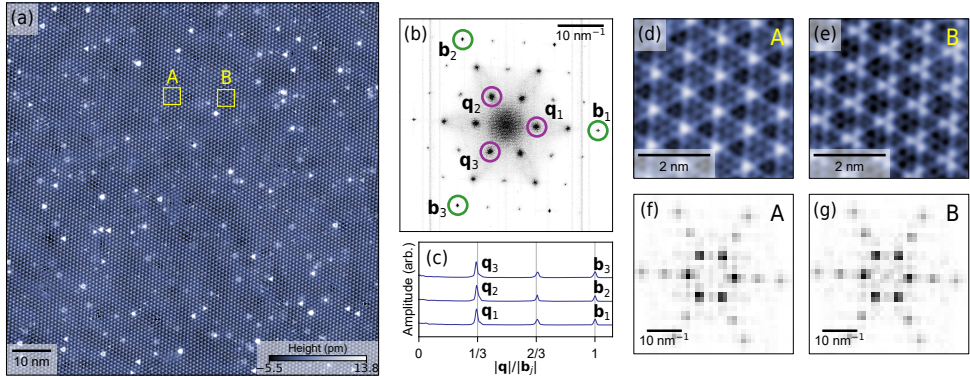 (a)
A
B
10 nm
Height (pm)
−5.5
13.8
(b)
10 nm⁻¹
b₂
b₁
q₂
q₁
q₃
b₃
(c)
Amplitude (arb.)
q₃
b₃
q₂
b₂
q₁
b₁
0
1/3
2/3
1
|q|/|bⱼ|
(d)
A
2 nm
(e)
B
2 nm
(f)
A
10 nm⁻¹
(g)
B
10 nm⁻¹